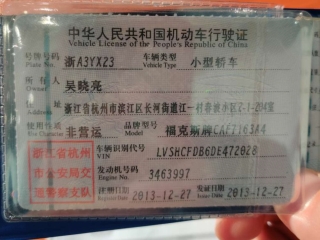 中华人民共和国机动车行驶证
Vehicle License of the People's Republic of China
号牌号码 浙A3YX23 车辆类型 小型轿车
Plate No. Vehicle Type
所有人 吴晓亮
Owner
浙江省杭州市滨江区长河街道江一村
使用性质 非营运 品牌型号 福克斯牌CAF7163A4
Use Character Model
浙江省杭州市公安局交通警察支队
车辆识别代号 LVSHCFDB6DE472028
VIN
发动机号码 3463997
Engine No.
注册日期 2013-12-27 发证日期 2013-12-27
Register Date Issue Date